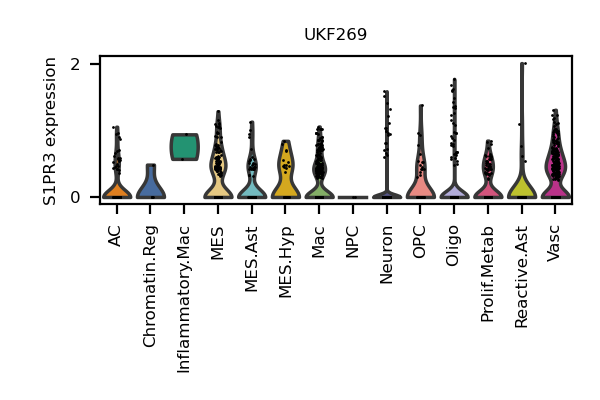 UKF269
S1PR3 expression
2
0
AC
Chromatin.Reg
Inflammatory.Mac
MES
MES.Ast
MES.Hyp
Mac
NPC
Neuron
OPC
Oligo
Prolif.Metab
Reactive.Ast
Vasc